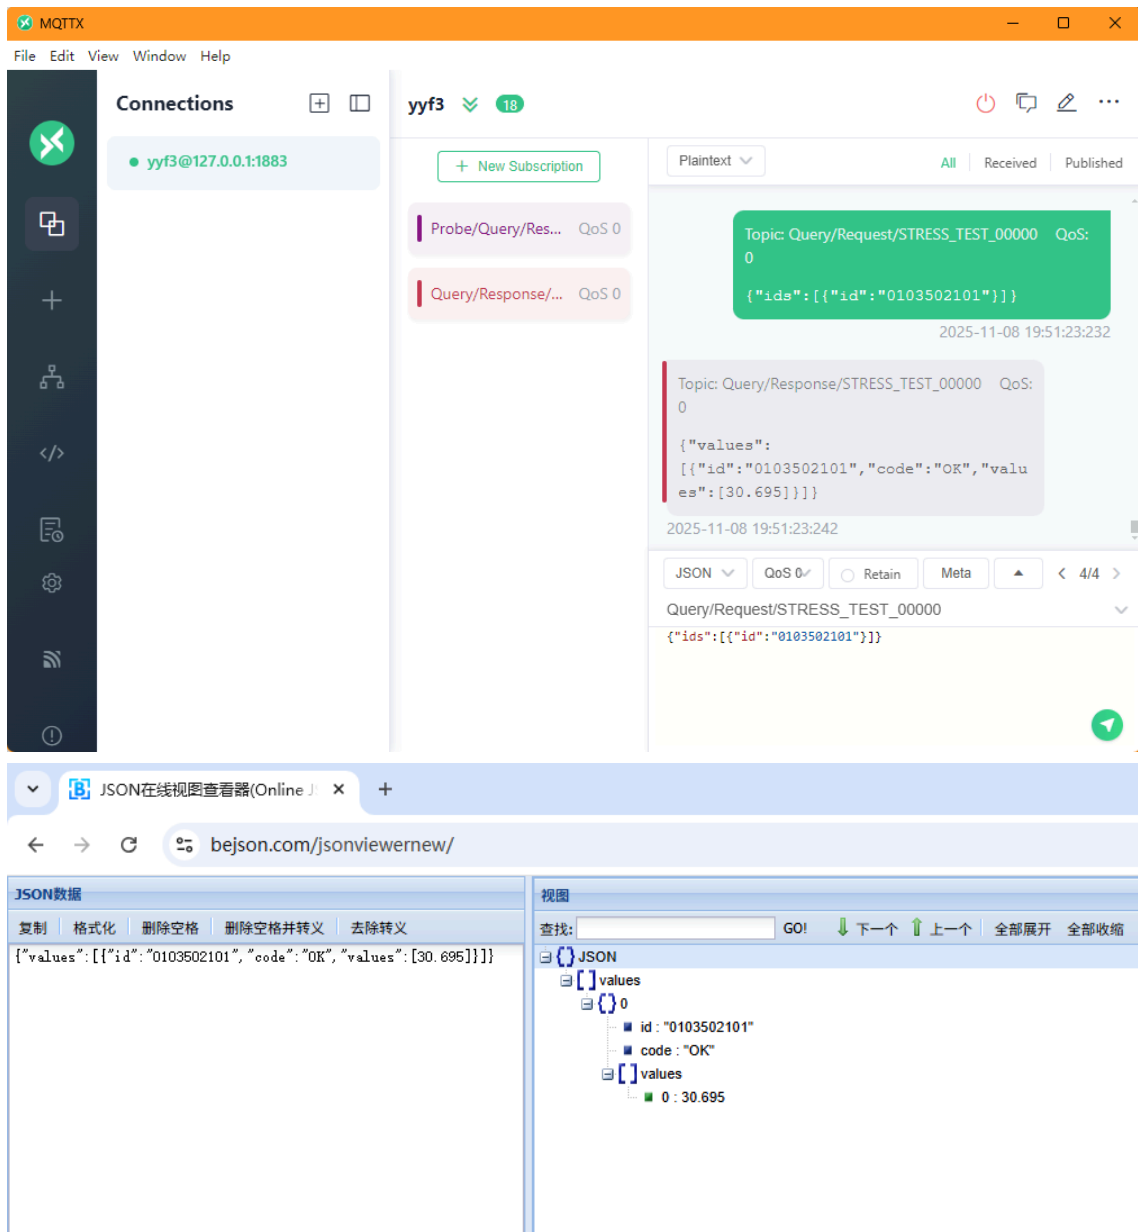 MQTTX
File Edit View Window Help
Connections
yyf3 18
yyf3@127.0.0.1:1883
+ New Subscription
Plaintext
All Received Published
Probe/Query/Res... QoS 0
Query/Response/... QoS 0
Topic: Query/Request/STRESS_TEST_00000 QoS:
0
{"ids":[{"id":"0103502101"}]}
2025-11-08 19:51:23:232
Topic: Query/Response/STRESS_TEST_00000 QoS:
0
{"values":
[{"id":"0103502101","code":"OK","valu
es":[30.695]}]}
2025-11-08 19:51:23:242
JSON QoS 0 Retain Meta 4/4
Query/Request/STRESS_TEST_00000
{"ids":[{"id":"0103502101"}]}
JSON在线视图查看器(Online J
bejson.com/jsonviewernew/
JSON数据
复制 格式化 删除空格 删除空格并转义 去除转义
{"values":[{"id":"0103502101","code":"OK","values":[30.695]}]}
视图
查找: GO! 下一个 上一个 全部展开 全部收缩
JSON
values
0
id : "0103502101"
code : "OK"
values
0 : 30.695